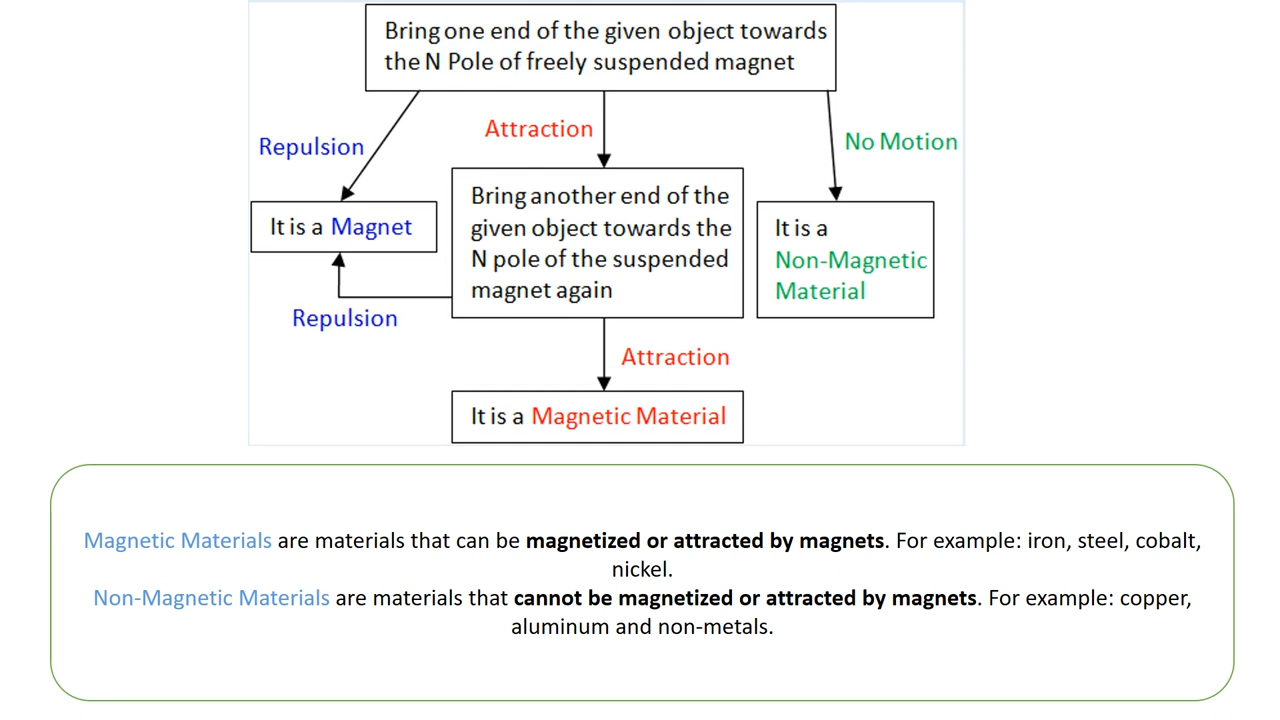 Bring one end of the given object towards
the N Pole of freely suspended magnet
Repulsion
Attraction
No Motion
It is a Magnet
Bring another end of the
given object towards the
N pole of the suspended
magnet again
It is a
Non-Magnetic
Material
Repulsion
Attraction
It is a Magnetic Material
Magnetic Materials are materials that can be magnetized or attracted by magnets. For example: iron, steel, cobalt,
nickel.
Non-Magnetic Materials are materials that cannot be magnetized or attracted by magnets. For example: copper,
aluminum and non-metals.